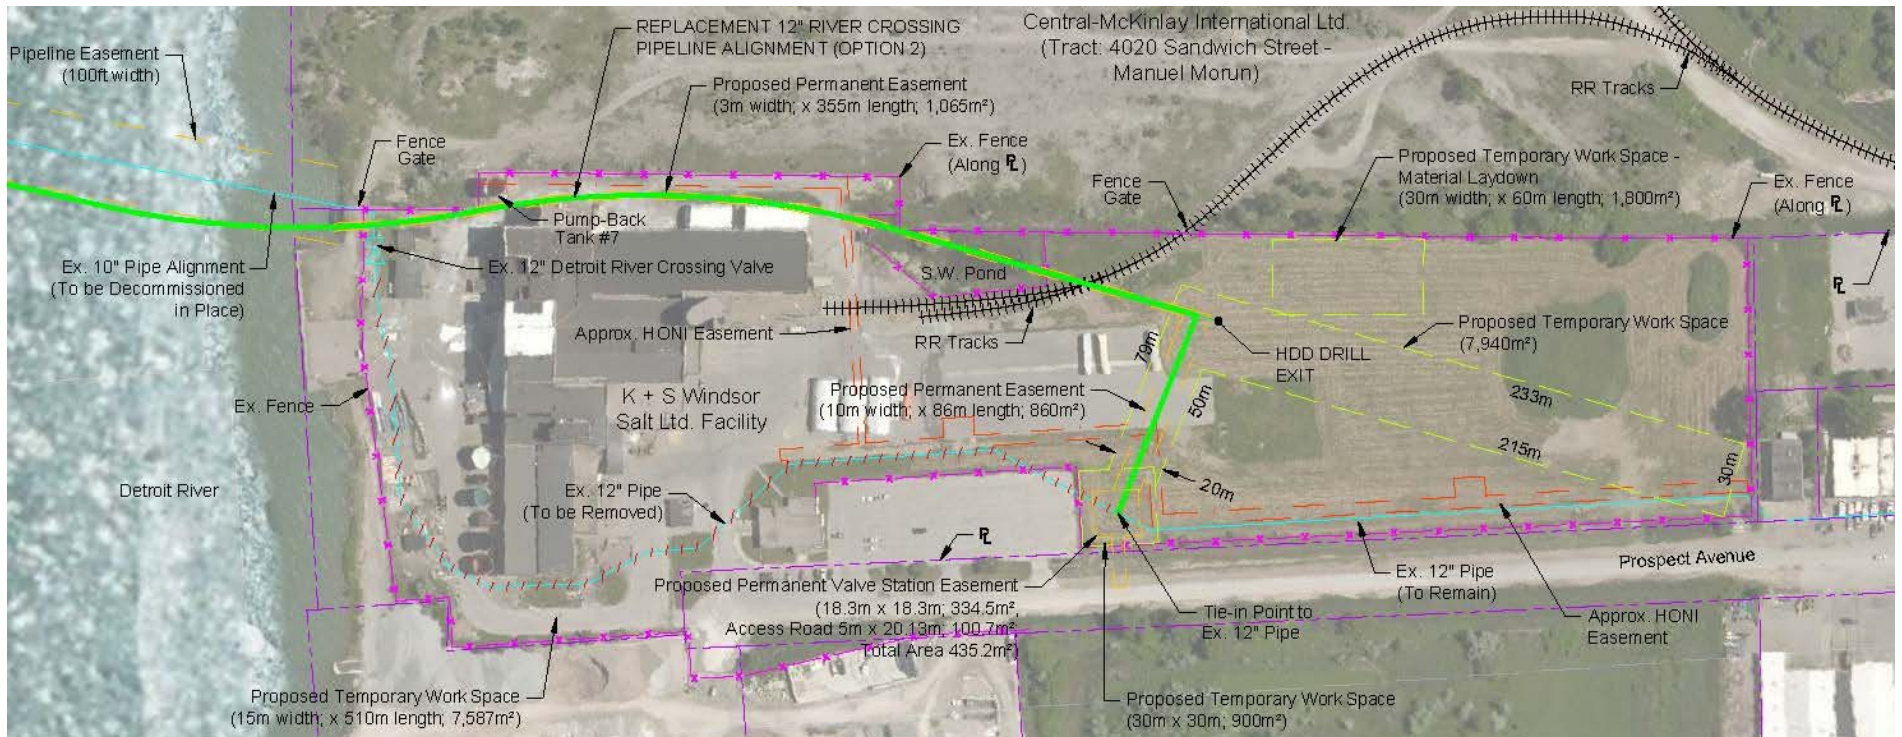 Pipeline Easement
(100ft width)
REPLACEMENT 12" RIVER CROSSING
PIPELINE ALIGNMENT (OPTION 2)
Proposed Permanent Easement
(3m width; x 355m length; 1,065m²)
Central-McKinlay International Ltd.
(Tract: 4020 Sandwich Street -
Manuel Morun)
RR Tracks
Fence
Gate
Ex. Fence
(Along PL)
Fence
Gate
Proposed Temporary Work Space -
Material Laydown
(30m width; x 60m length; 1,800m²)
Ex. Fence
(Along PL)
Pump-Back
Tank #7
Ex. 10" Pipe Alignment
(To be Decommissioned
in Place)
Ex. 12" Detroit River Crossing Valve
S.W. Pond
PL
Approx. HONI Easement
RR Tracks
79m
HDD DRILL
EXIT
Proposed Temporary Work Space
(7,940m²)
Ex. Fence
K + S Windsor
Salt Ltd. Facility
Proposed Permanent Easement
(10m width; x 86m length; 860m²)
50m
233m
215m
30m
20m
Detroit River
Ex. 12" Pipe
(To be Removed)
PL
Prospect Avenue
Proposed Permanent Valve Station Easement
(18.3m x 18.3m; 334.5m²,
Access Road 5m x 20.13m; 100.7m²
Total Area 435.2m²)
Tie-in Point to
Ex. 12" Pipe
Ex. 12" Pipe
(To Remain)
Approx. HONI
Easement
Proposed Temporary Work Space
(15m width; x 510m length; 7,587m²)
Proposed Temporary Work Space
(30m x 30m; 900m²)